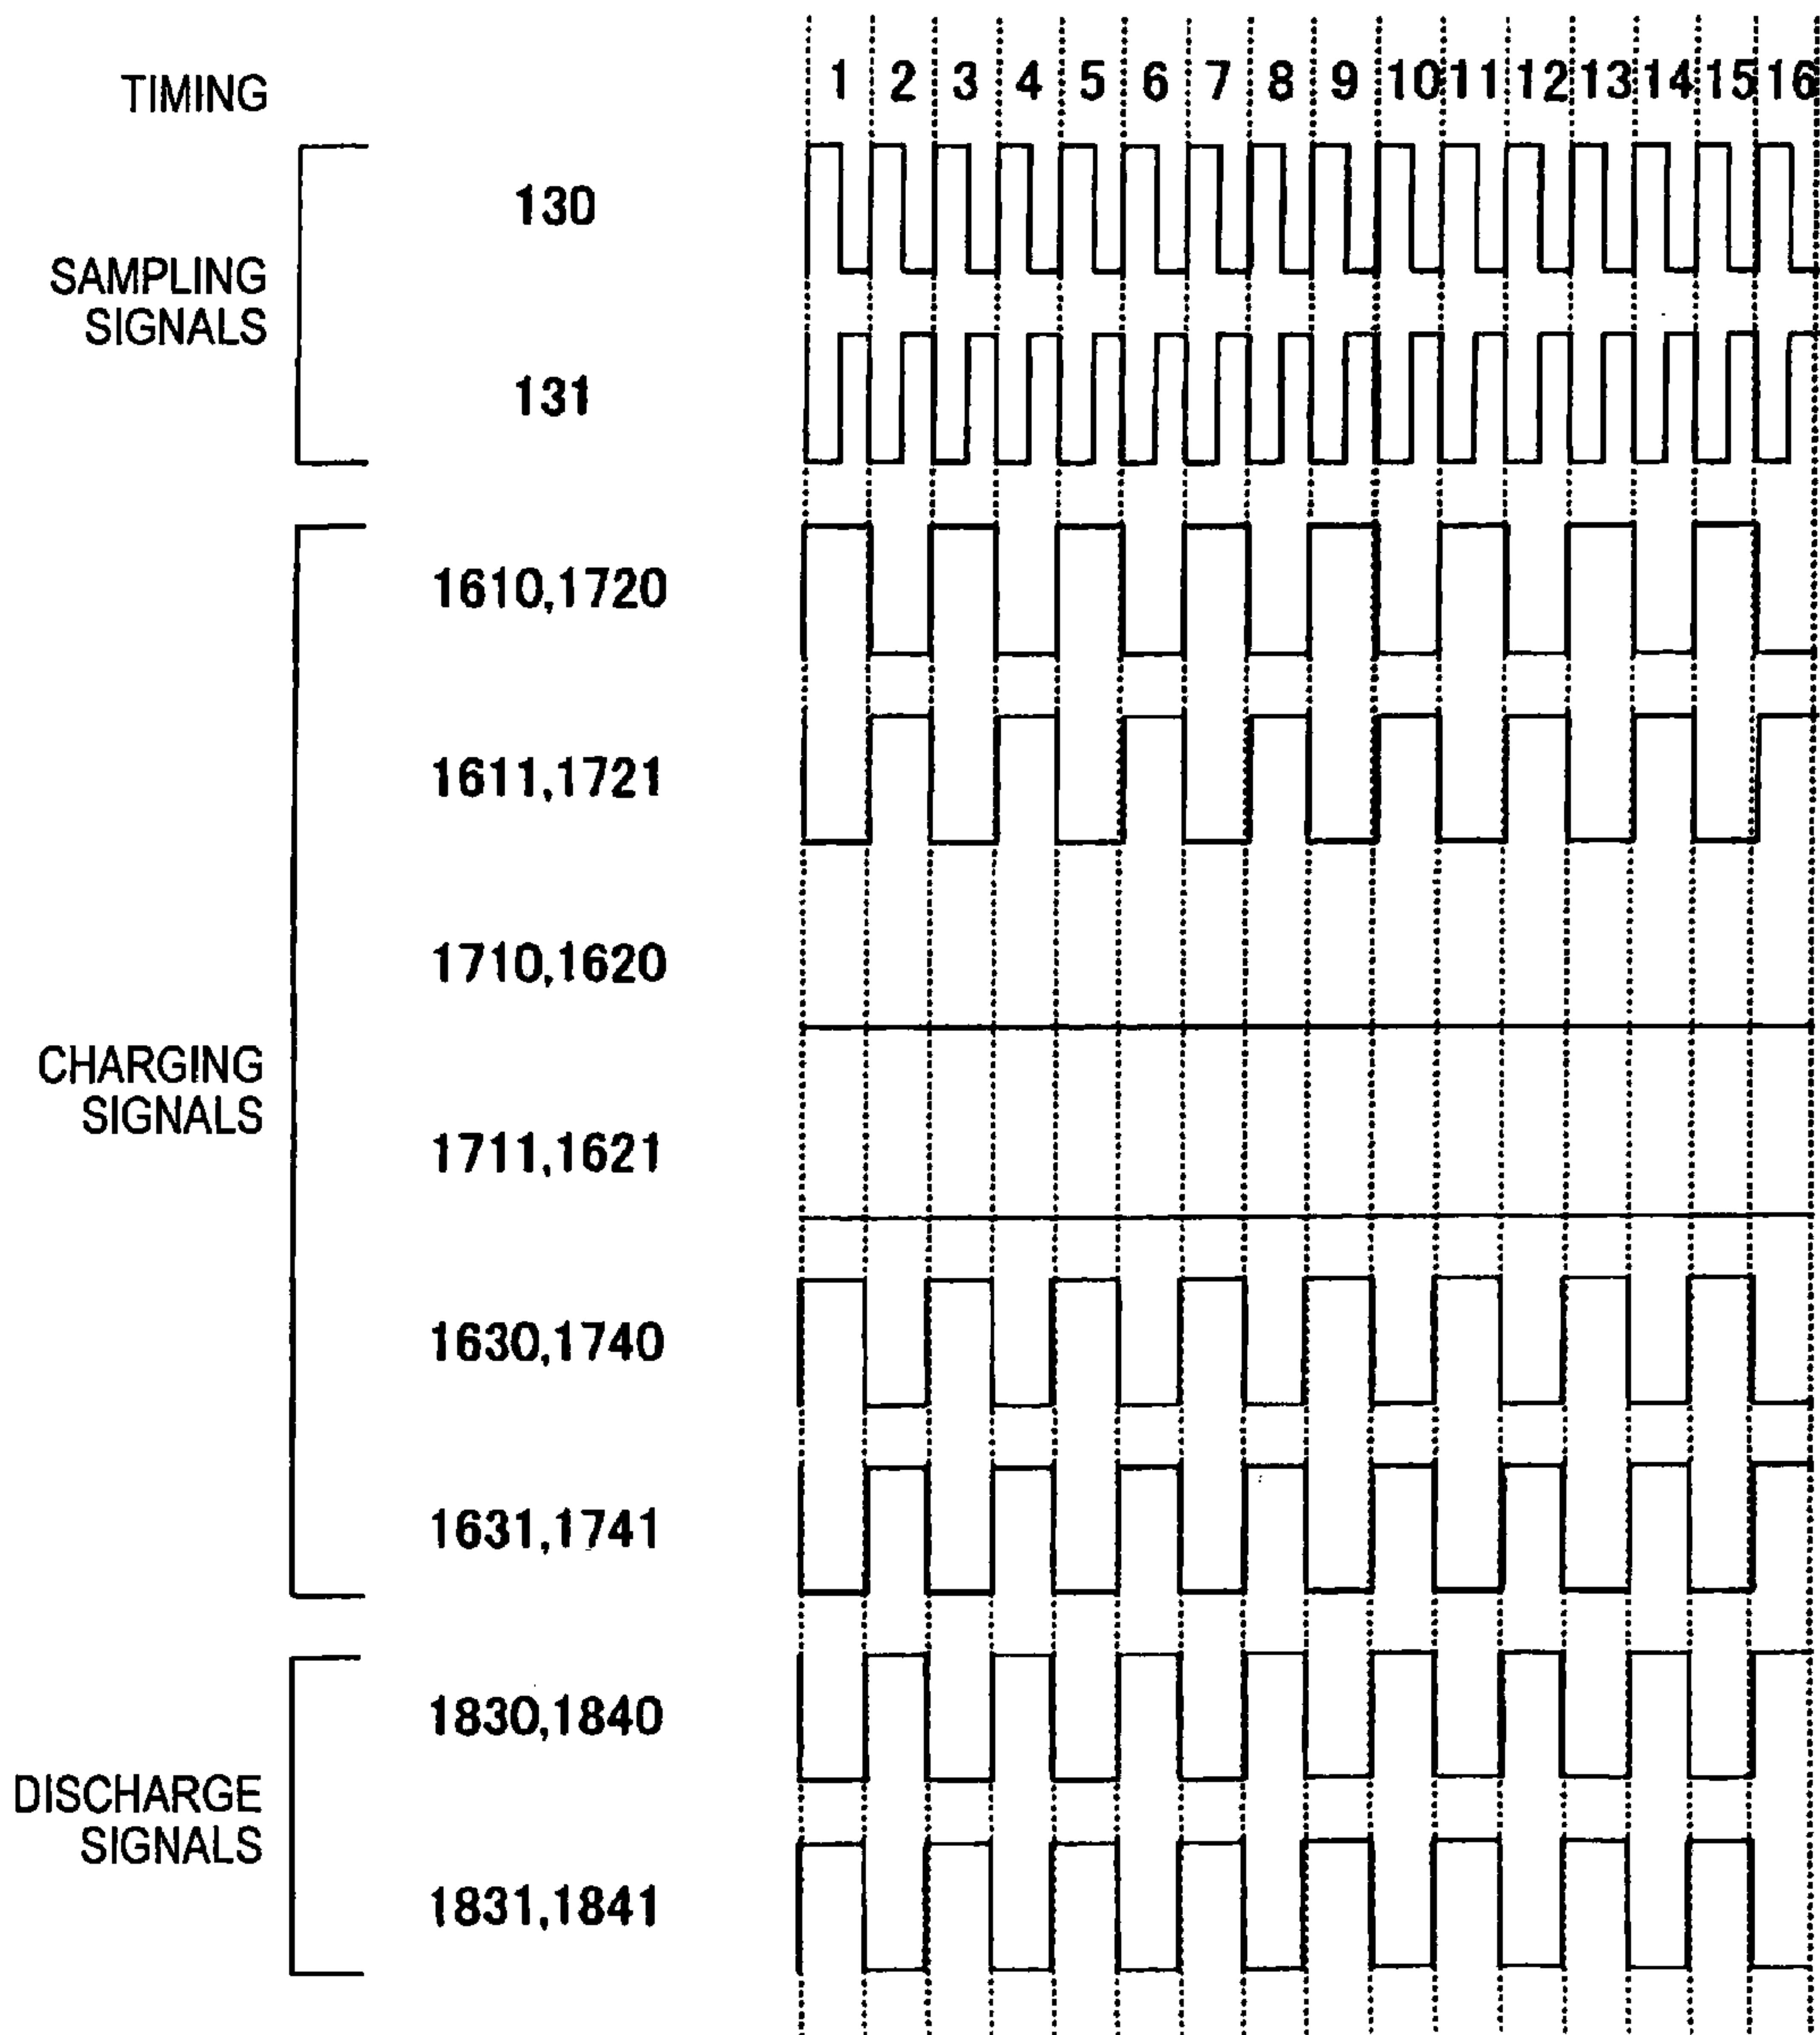 TIMING 1 2 3 4 5 6 7 8 9 10 11 12 13 14 15 16
SAMPLING
SIGNALS
130
131
CHARGING
SIGNALS
1610,1720
1611,1721
1710,1620
1711,1621
1630,1740
1631,1741
DISCHARGE
SIGNALS
1830,1840
1831,1841